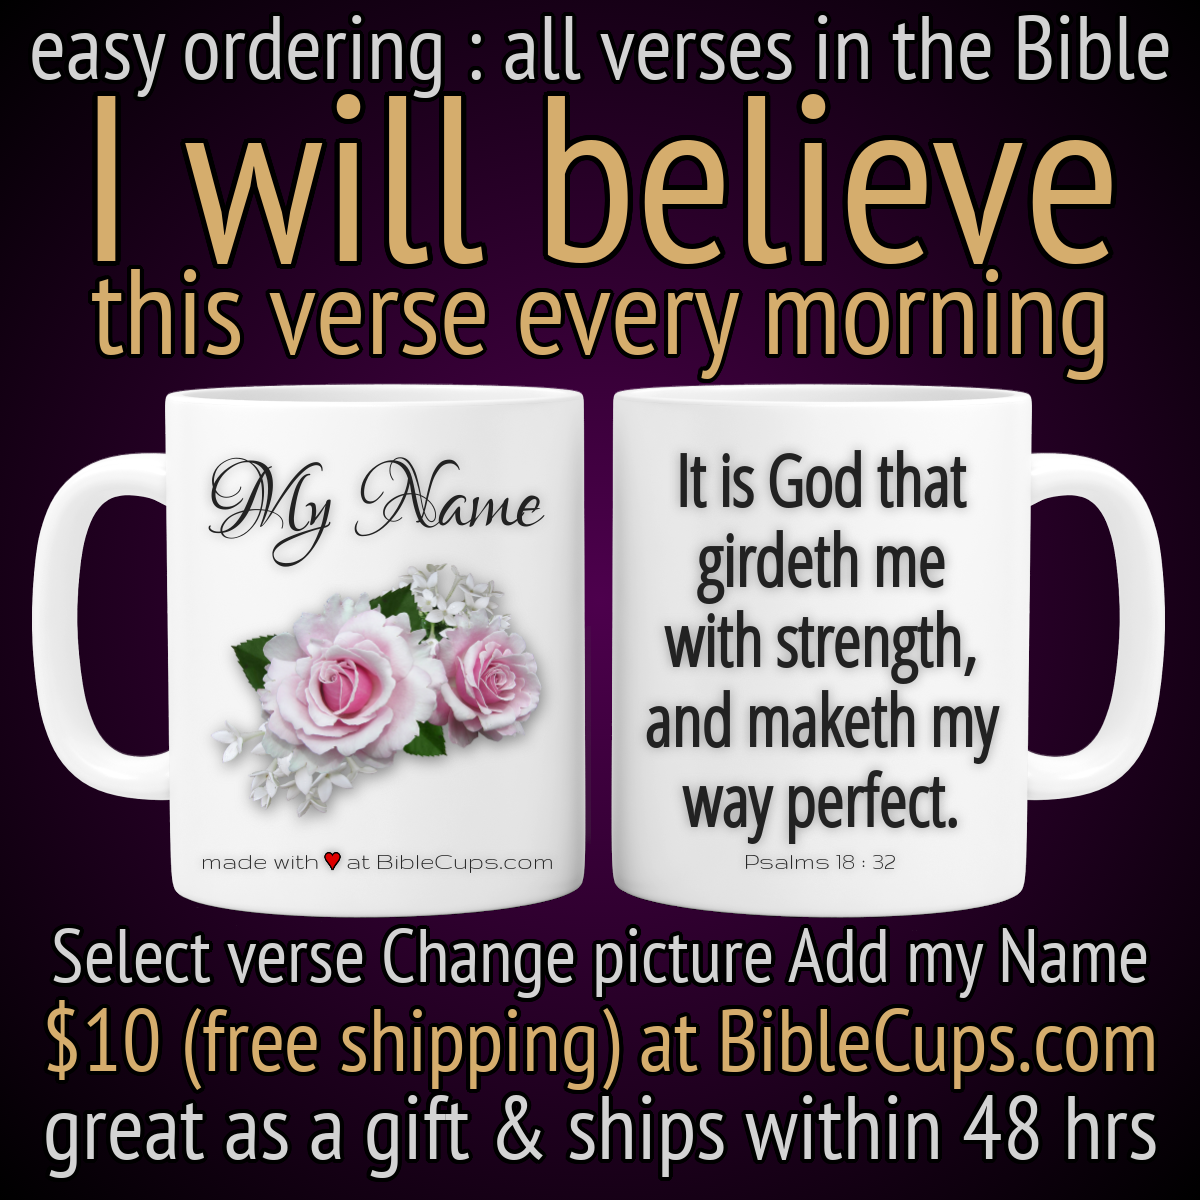 easy ordering : all verses in the Bible
I will believe
this verse every morning
My Name
made with ♥ at BibleCups.com
It is God that
girdeth me
with strength,
and maketh my
way perfect.
Psalms 18 : 32
Select verse Change picture Add my Name
$10 (free shipping) at BibleCups.com
great as a gift & ships within 48 hrs